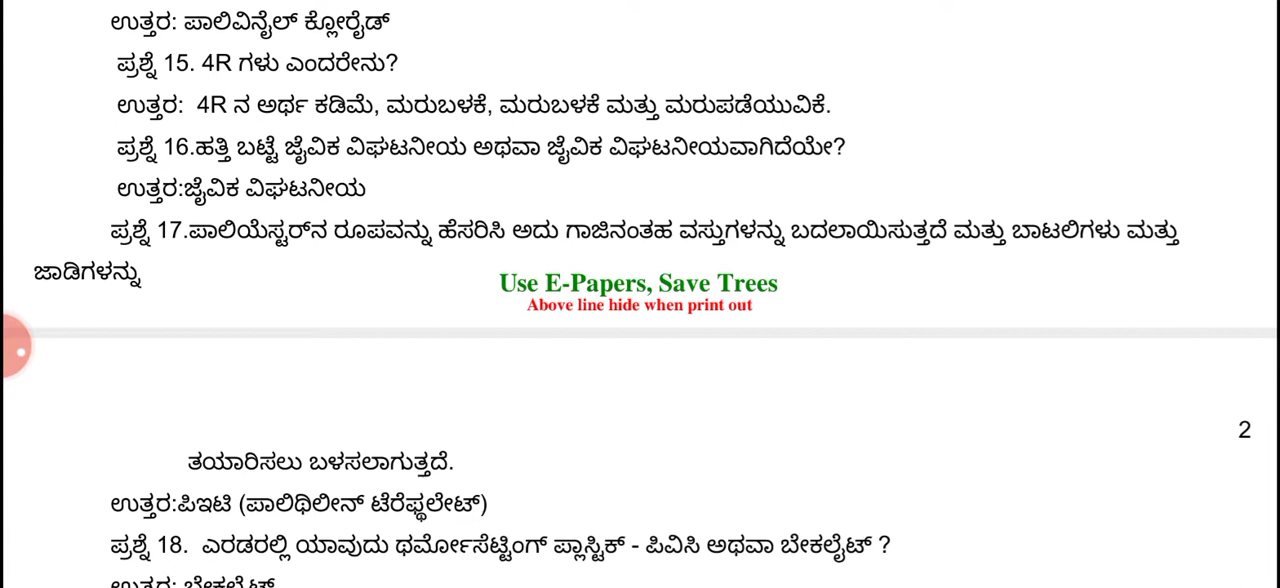 ಉತ್ತರ: ಪಾಲಿವಿನೈಲ್ ಕ್ಲೋರೈಡ್
ಪ್ರಶ್ನೆ 15. 4R ಗಳು ಎಂದರೇನು?
ಉತ್ತರ: 4R ನ ಅರ್ಥ ಕಡಿಮೆ, ಮರುಬಳಕೆ, ಮರುಬಳಕೆ ಮತ್ತು ಮರುಪಡೆಯುವಿಕೆ.
ಪ್ರಶ್ನೆ 16.ಹತ್ತಿ ಬಟ್ಟೆ ಜೈವಿಕ ವಿಘಟನೀಯ ಅಥವಾ ಜೈವಿಕ ವಿಘಟನೀಯವಾಗಿದೆಯೇ?
ಉತ್ತರ:ಜೈವಿಕ ವಿಘಟನೀಯ
ಪ್ರಶ್ನೆ 17.ಪಾಲಿಯೆಸ್ಟರ್‌ನ ರೂಪವನ್ನು ಹೆಸರಿಸಿ ಅದು ಗಾಜಿನಂತಹ ವಸ್ತುಗಳನ್ನು ಬದಲಾಯಿಸುತ್ತದೆ ಮತ್ತು ಬಾಟಲಿಗಳು ಮತ್ತು
ಜಾಡಿಗಳನ್ನು
Use E-Papers, Save Trees
Above line hide when print out
2
ತಯಾರಿಸಲು ಬಳಸಲಾಗುತ್ತದೆ.
ಉತ್ತರ:ಪಿಇಟಿ (ಪಾಲಿಥಿಲೀನ್ ಟೆರೆಫ್ಥಲೇಟ್)
ಪ್ರಶ್ನೆ 18. ಎರಡರಲ್ಲಿ ಯಾವುದು ಥರ್ಮೋಸೆಟ್ಟಿಂಗ್ ಪ್ಲಾಸ್ಟಿಕ್ - ಪಿವಿಸಿ ಅಥವಾ ಬೇಕಲೈಟ್ ?
ಉತ್ತರ: ಬೇಕಲೈಟ್